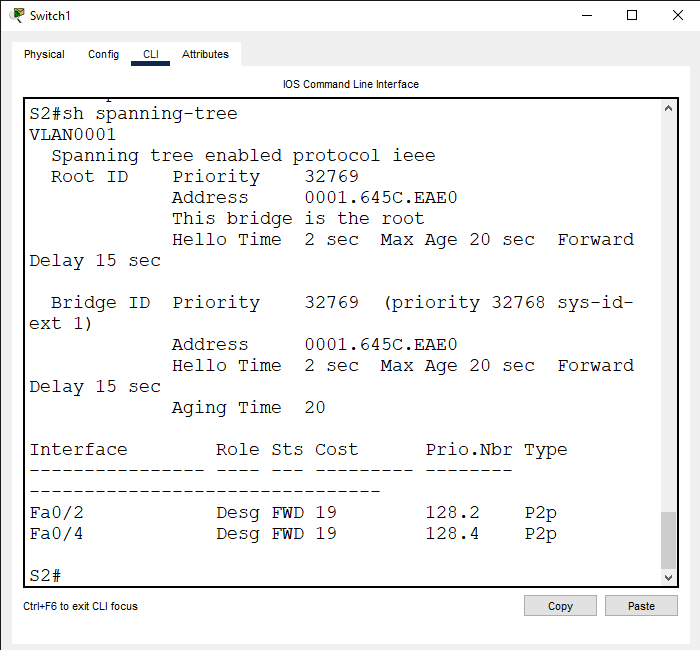 Switch1
Physical Config CLI Attributes
IOS Command Line Interface
S2#sh spanning-tree
VLAN0001
  Spanning tree enabled protocol ieee
  Root ID    Priority    32769
             Address     0001.645C.EAE0
             This bridge is the root
             Hello Time  2 sec  Max Age 20 sec  Forward
Delay 15 sec
  Bridge ID  Priority    32769  (priority 32768 sys-id-
ext 1)
             Address     0001.645C.EAE0
             Hello Time  2 sec  Max Age 20 sec  Forward
Delay 15 sec
             Aging Time  20
Interface        Role Sts Cost      Prio.Nbr Type
---------------- ---- --- --------- --------
--------------------------------
Fa0/2            Desg FWD 19        128.2    P2p
Fa0/4            Desg FWD 19        128.4    P2p
S2#
Ctrl+F6 to exit CLI focus
Copy Paste